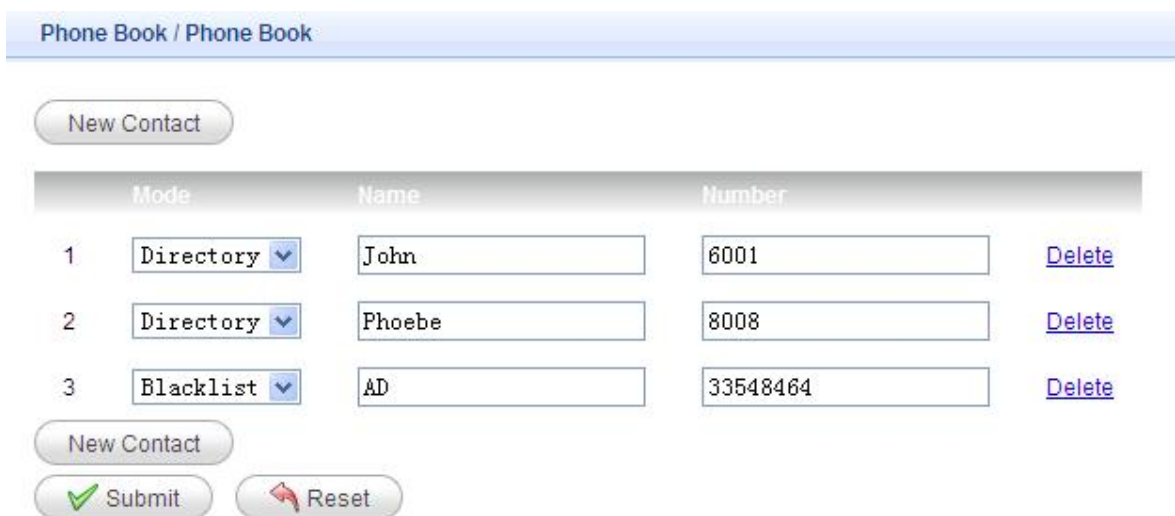 Phone Book / Phone Book
New Contact
Mode Name Number
1 Directory John 6001 Delete
2 Directory Phoebe 8008 Delete
3 Blacklist AD 33548464 Delete
New Contact
Submit Reset